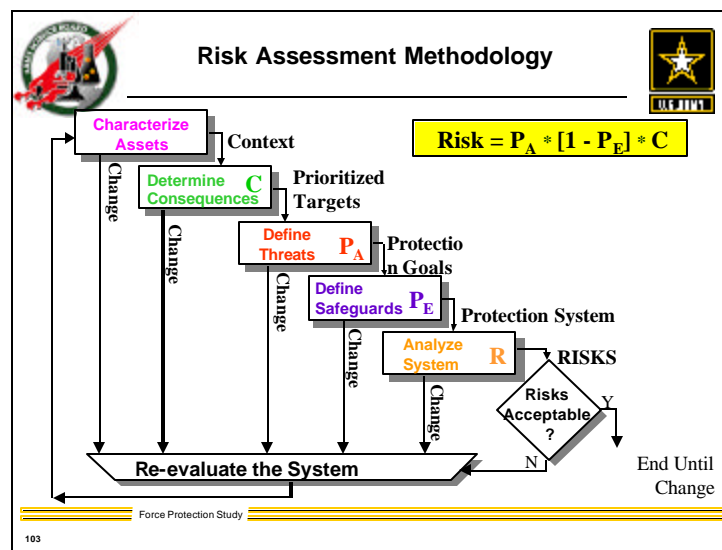 Risk Assessment Methodology
U.S. ARMY
Risk = PA * [1 - PE] * C
Characterize
Assets
Context
Determine C
Consequences
Prioritized
Targets
Define
Threats PA
Protectio
n Goals
Define
Safeguards PE
Protection System
Analyze
System R
RISKS
Risks
Acceptable
?
Y
N
End Until
Change
Change
Change
Change
Change
Change
Re-evaluate the System
Force Protection Study
103